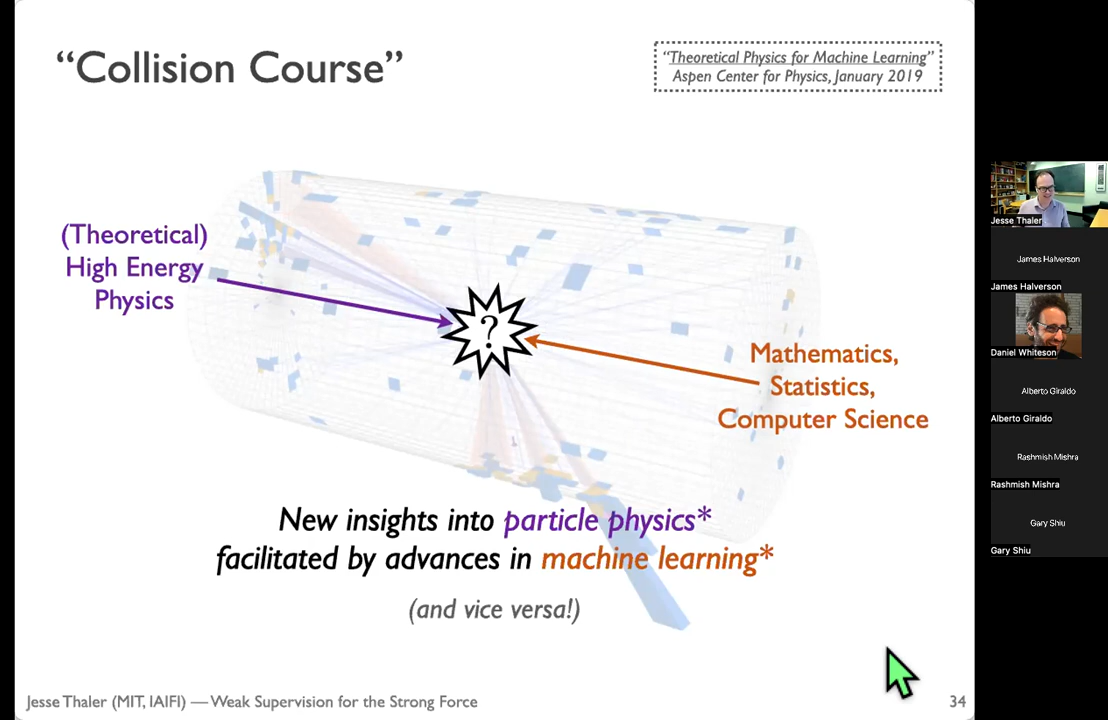 “Collision Course”
“Theoretical Physics for Machine Learning”
Aspen Center for Physics, January 2019
(Theoretical)
High Energy
Physics
?
Mathematics,
Statistics,
Computer Science
New insights into particle physics*
facilitated by advances in machine learning*
(and vice versa!)
Jesse Thaler (MIT, IAIFI) — Weak Supervision for the Strong Force
34
Jesse Thaler
James Halverson
James Halverson
Daniel Whiteson
Alberto Giraldo
Alberto Giraldo
Rashmish Mishra
Rashmish Mishra
Gary Shiu
Gary Shiu